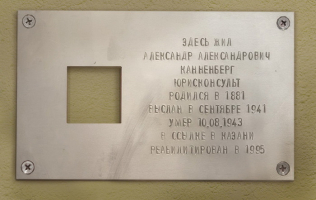 ЗДЕСЬ ЖИЛ
АЛЕКСАНДР АЛЕКСАНДРОВИЧ
КАННЕНБЕРГ
ЮРИСКОНСУЛЬТ
РОДИЛСЯ В 1881
ВЫСЛАН В СЕНТЯБРЕ 1941
УМЕР 10.08.1943
В ССЫЛКЕ В КАЗАНИ
РЕАБИЛИТИРОВАН В 1995